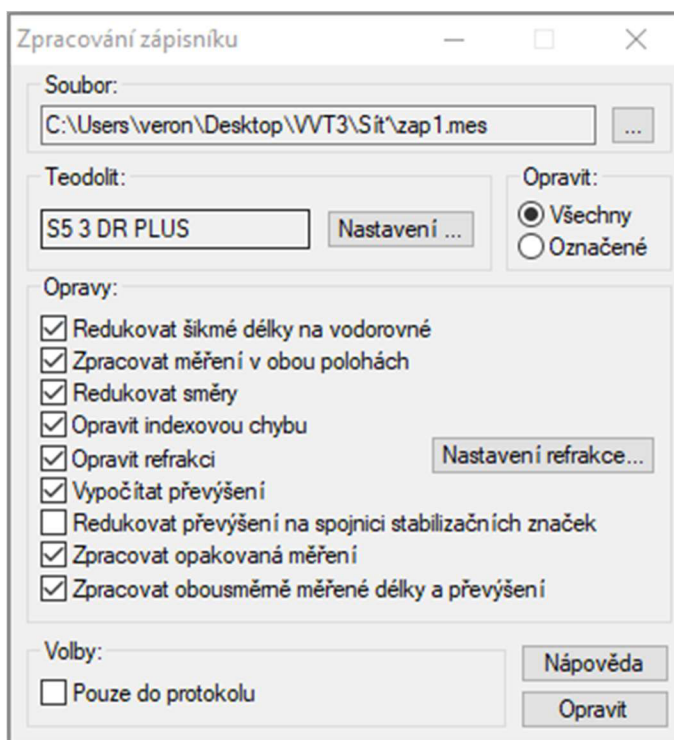 Zpracování zápisníku
Soubor:
C:\Users\veron\Desktop\VVT3\Síť\zap1.mes
...
Teodolit:
S5 3 DR PLUS
Nastavení ...
Opravit:
Všechny
Označené
Opravy:
Redukovat šikmé délky na vodorovné
Zpracovat měření v obou polohách
Redukovat směry
Opravit indexovou chybu
Opravit refrakci
Nastavení refrakce...
Vypočítat převýšení
Redukovat převýšení na spojnici stabilizačních značek
Zpracovat opakovaná měření
Zpracovat obousměrně měřené délky a převýšení
Volby:
Pouze do protokolu
Nápověda
Opravit